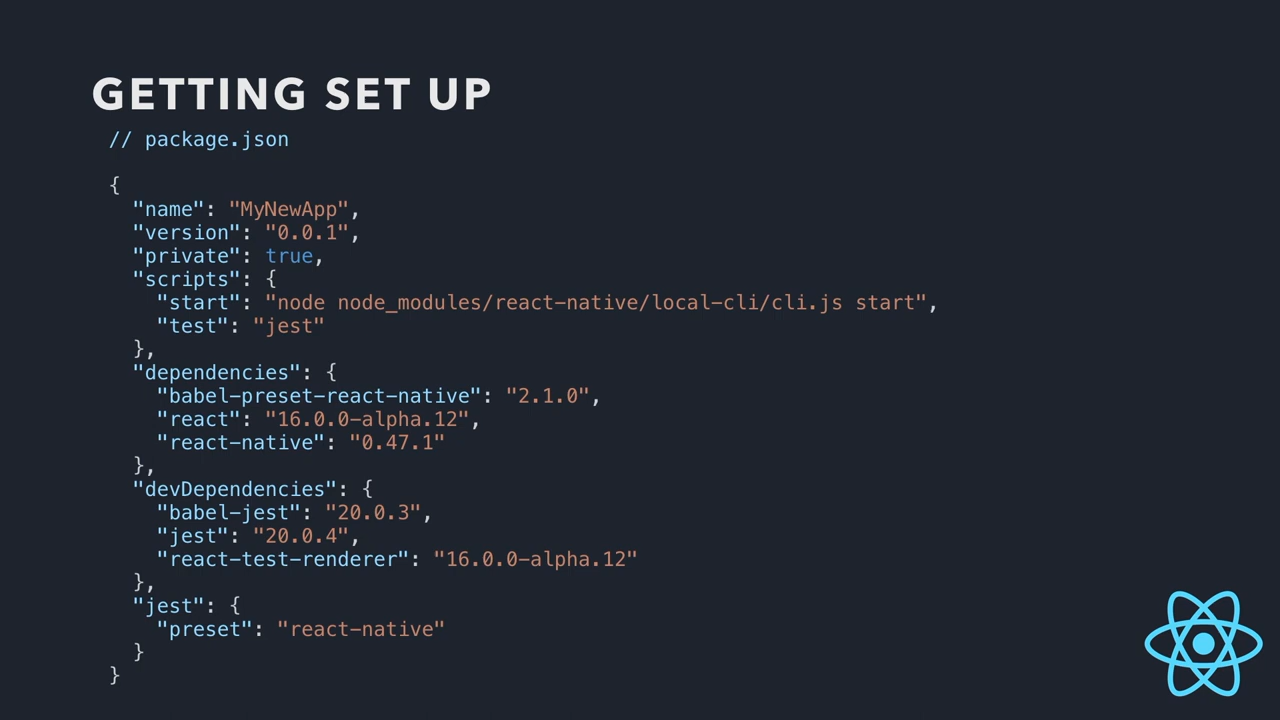 GETTING SET UP
// package.json
{
  "name": "MyNewApp",
  "version": "0.0.1",
  "private": true,
  "scripts": {
    "start": "node node_modules/react-native/local-cli/cli.js start",
    "test": "jest"
  },
  "dependencies": {
    "babel-preset-react-native": "2.1.0",
    "react": "16.0.0-alpha.12",
    "react-native": "0.47.1"
  },
  "devDependencies": {
    "babel-jest": "20.0.3",
    "jest": "20.0.4",
    "react-test-renderer": "16.0.0-alpha.12"
  },
  "jest": {
    "preset": "react-native"
  }
}